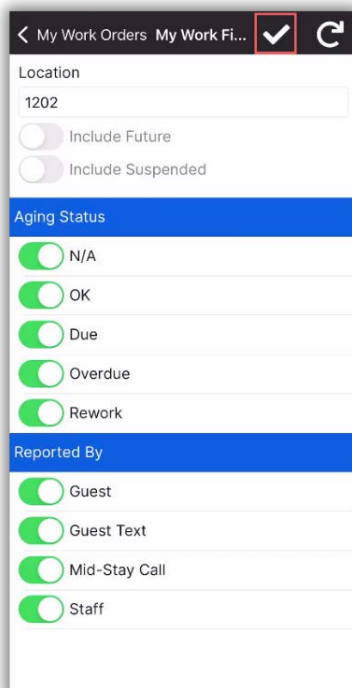 My Work Orders My Work Fi...
Location
1202
Include Future
Include Suspended
Aging Status
N/A
OK
Due
Overdue
Rework
Reported By
Guest
Guest Text
Mid-Stay Call
Staff